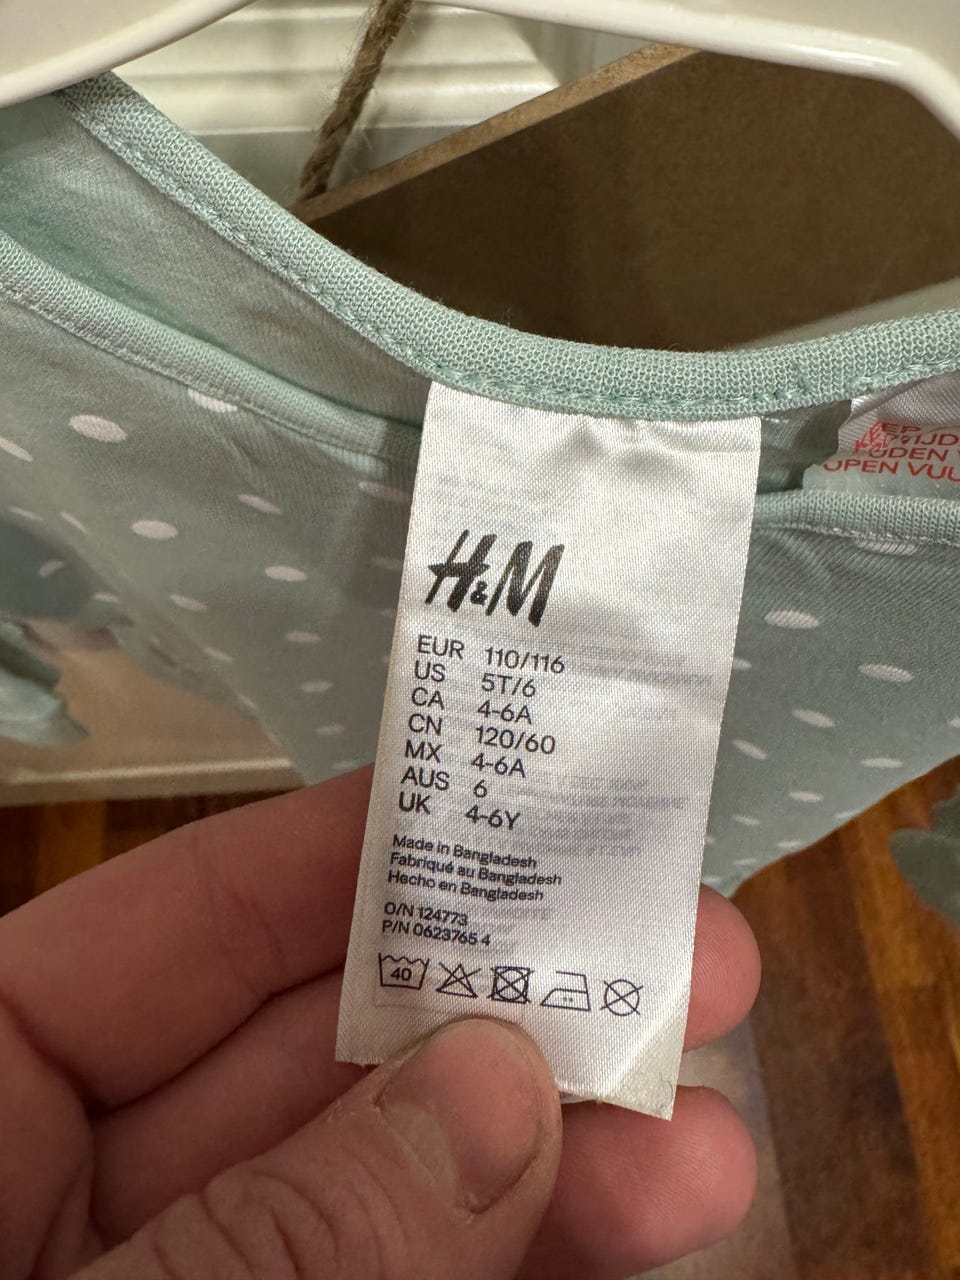 H&M
EUR 110/116
US 5T/6
CA 4-6A
CN 120/60
MX 4-6A
AUS 6
UK 4-6Y
Made in Bangladesh
Fabriqué au Bangladesh
Hecho en Bangladesh
O/N 124773
P/N 0623765 4
40
OPEN VUU